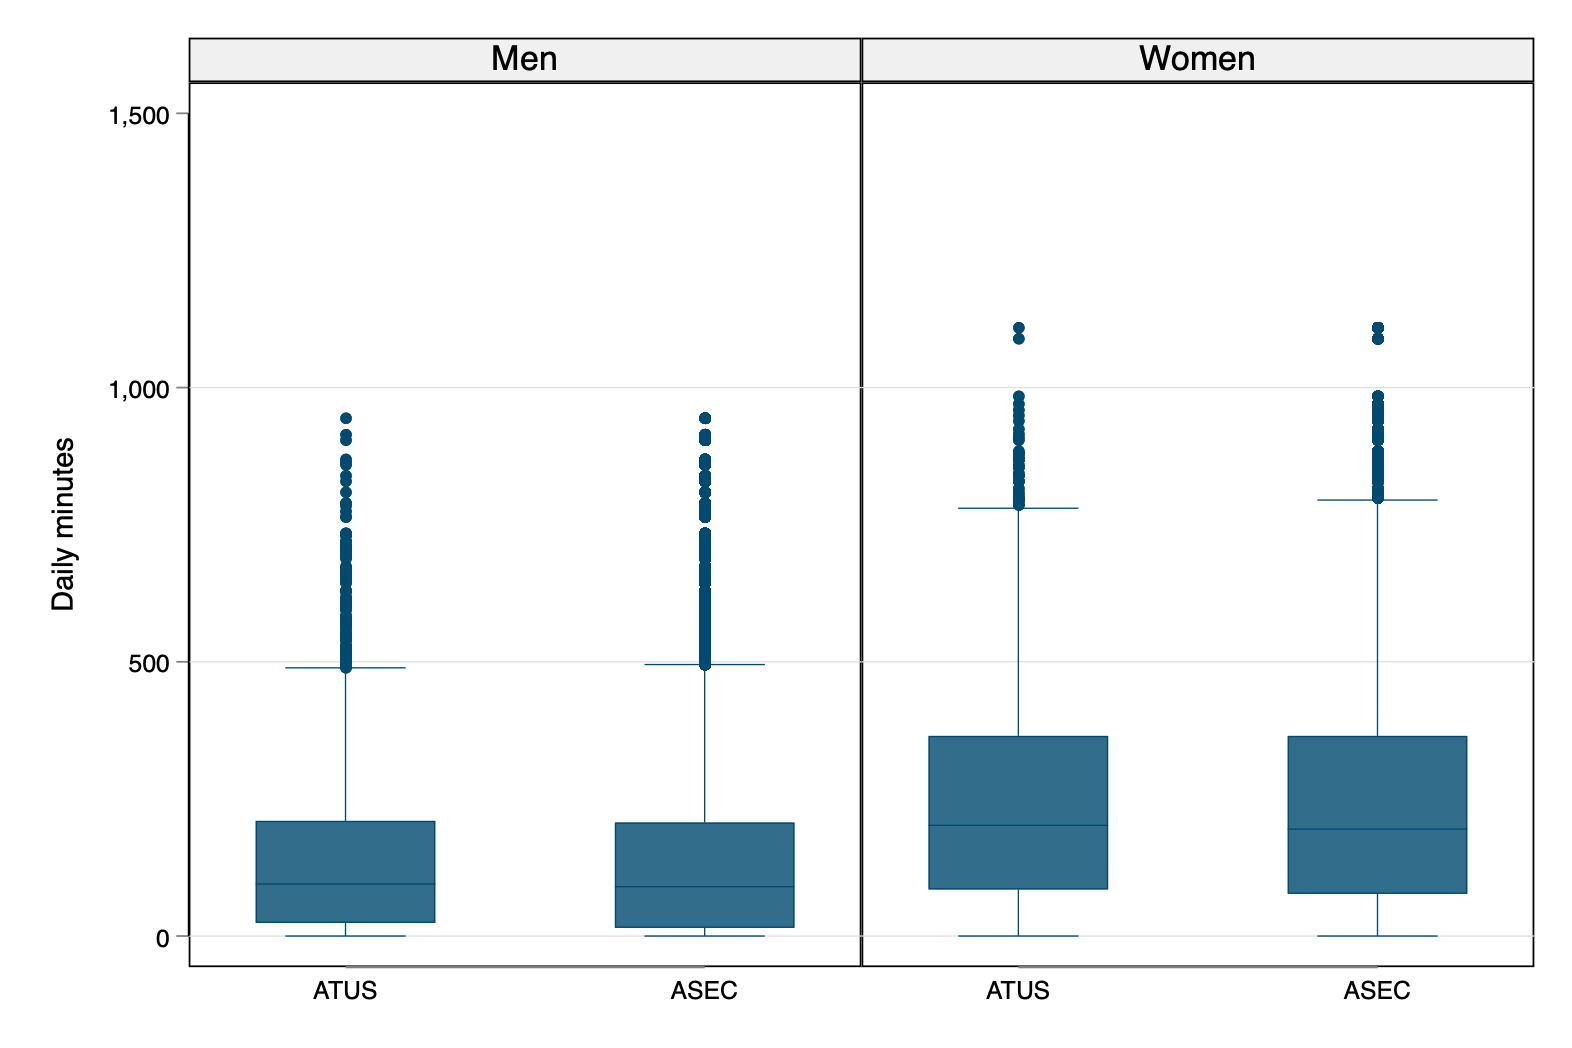 Men
Women
1,500
1,000
500
0
Daily minutes
ATUS
ASEC
ATUS
ASEC